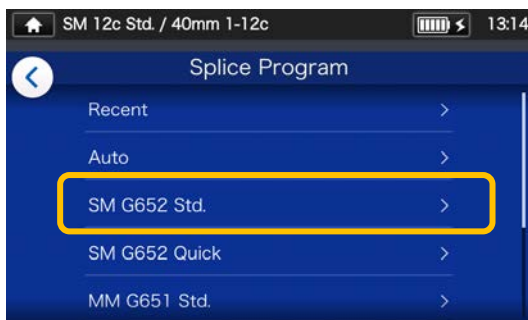 SM 12c Std. / 40mm 1-12c 13:14
Splice Program
Recent
Auto
SM G652 Std.
SM G652 Quick
MM G651 Std.